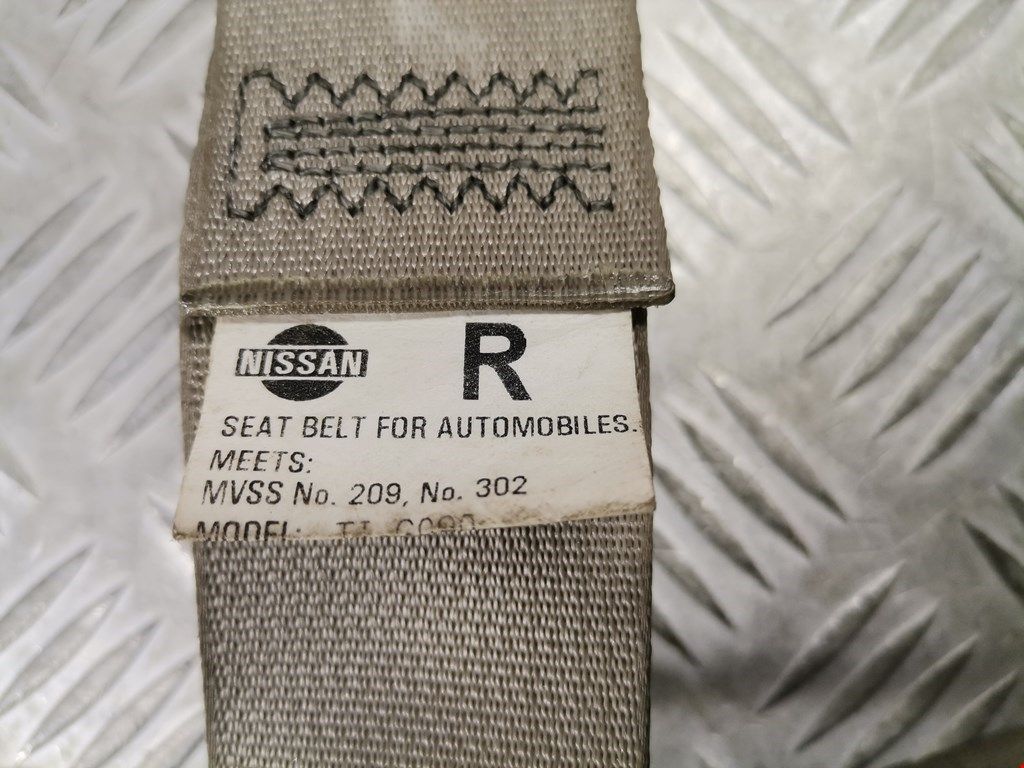 NISSAN R
SEAT BELT FOR AUTOMOBILES.
MEETS:
MVSS No. 209, No. 302
MODEL: